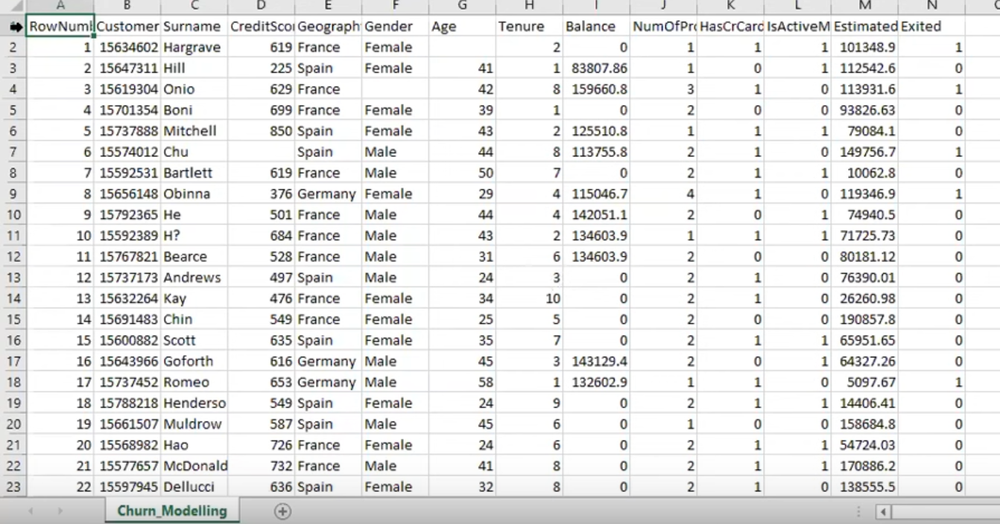 A B C D E F G H I J K L M N
RowNuml Customer Surname CreditScor Geograph Gender Age Tenure Balance NumOfPro HasCrCard IsActiveM Estimated Exited
2 1 15634602 Hargrave 619 France Female 2 0 1 1 1 101348.9 1
3 2 15647311 Hill 225 Spain Female 41 1 83807.86 1 0 1 112542.6 0
4 3 15619304 Onio 629 France 42 8 159660.8 3 1 0 113931.6 1
5 4 15701354 Boni 699 France Female 39 1 0 2 0 0 93826.63 0
6 5 15737888 Mitchell 850 Spain Female 43 2 125510.8 1 1 1 79084.1 0
7 6 15574012 Chu Spain Male 44 8 113755.8 2 1 0 149756.7 1
8 7 15592531 Bartlett 619 France Male 50 7 0 2 1 1 10062.8 0
9 8 15656148 Obinna 376 Germany Female 29 4 115046.7 4 1 0 119346.9 1
10 9 15792365 He 501 France Male 44 4 142051.1 2 0 1 74940.5 0
11 10 15592389 H? 684 France Male 43 2 134603.9 1 1 1 71725.73 0
12 11 15767821 Bearce 528 France Male 31 6 134603.9 2 0 0 80181.12 0
13 12 15737173 Andrews 497 Spain Male 24 3 0 2 1 0 76390.01 0
14 13 15632264 Kay 476 France Female 34 10 0 2 1 0 26260.98 0
15 14 15691483 Chin 549 France Female 25 5 0 2 0 0 190857.8 0
16 15 15600882 Scott 635 Spain Female 35 7 0 2 1 1 65951.65 0
17 16 15643966 Goforth 616 Germany Male 45 3 143129.4 2 0 1 64327.26 0
18 17 15737452 Romeo 653 Germany Male 58 1 132602.9 1 1 0 5097.67 1
19 18 15788218 Henderso 549 Spain Female 24 9 0 2 1 1 14406.41 0
20 19 15661507 Muldrow 587 Spain Male 45 6 0 1 0 0 158684.8 0
21 20 15568982 Hao 726 France Female 24 6 0 2 1 1 54724.03 0
22 21 15577657 McDonald 732 France Male 41 8 0 2 1 1 170886.2 0
23 22 15597945 Dellucci 636 Spain Female 32 8 0 2 1 0 138555.5 0
Churn_Modelling